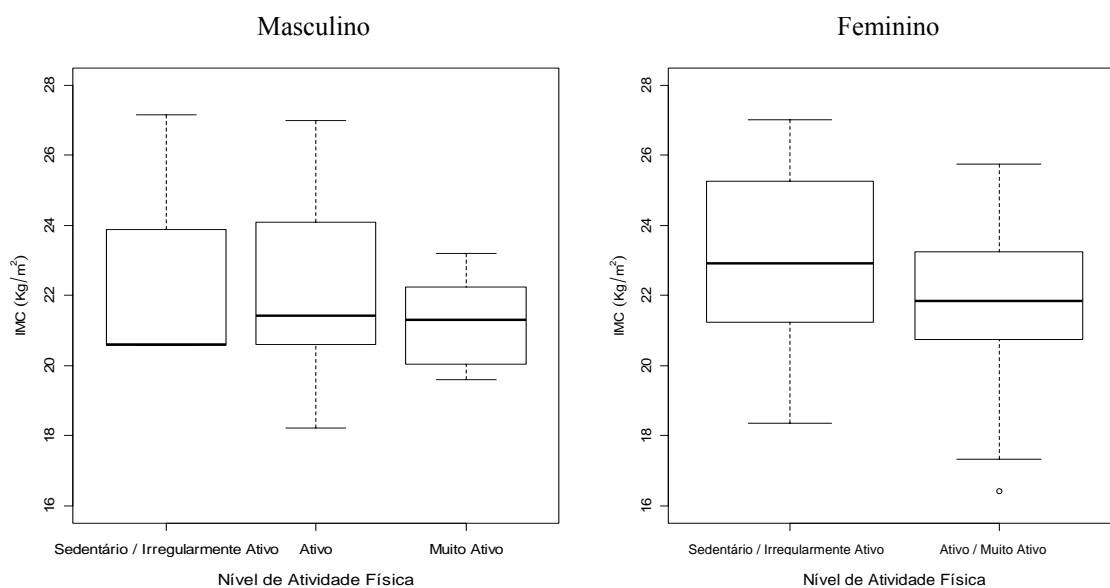 Masculino
28
26
24
22
20
18
16
IMC (Kg/m²)
Sedentário / Irregularmente Ativo
Ativo
Muito Ativo
Nível de Atividade Física
Feminino
28
26
24
22
20
18
16
IMC (Kg/m²)
Sedentário / Irregularmente Ativo
Ativo / Muito Ativo
Nível de Atividade Física